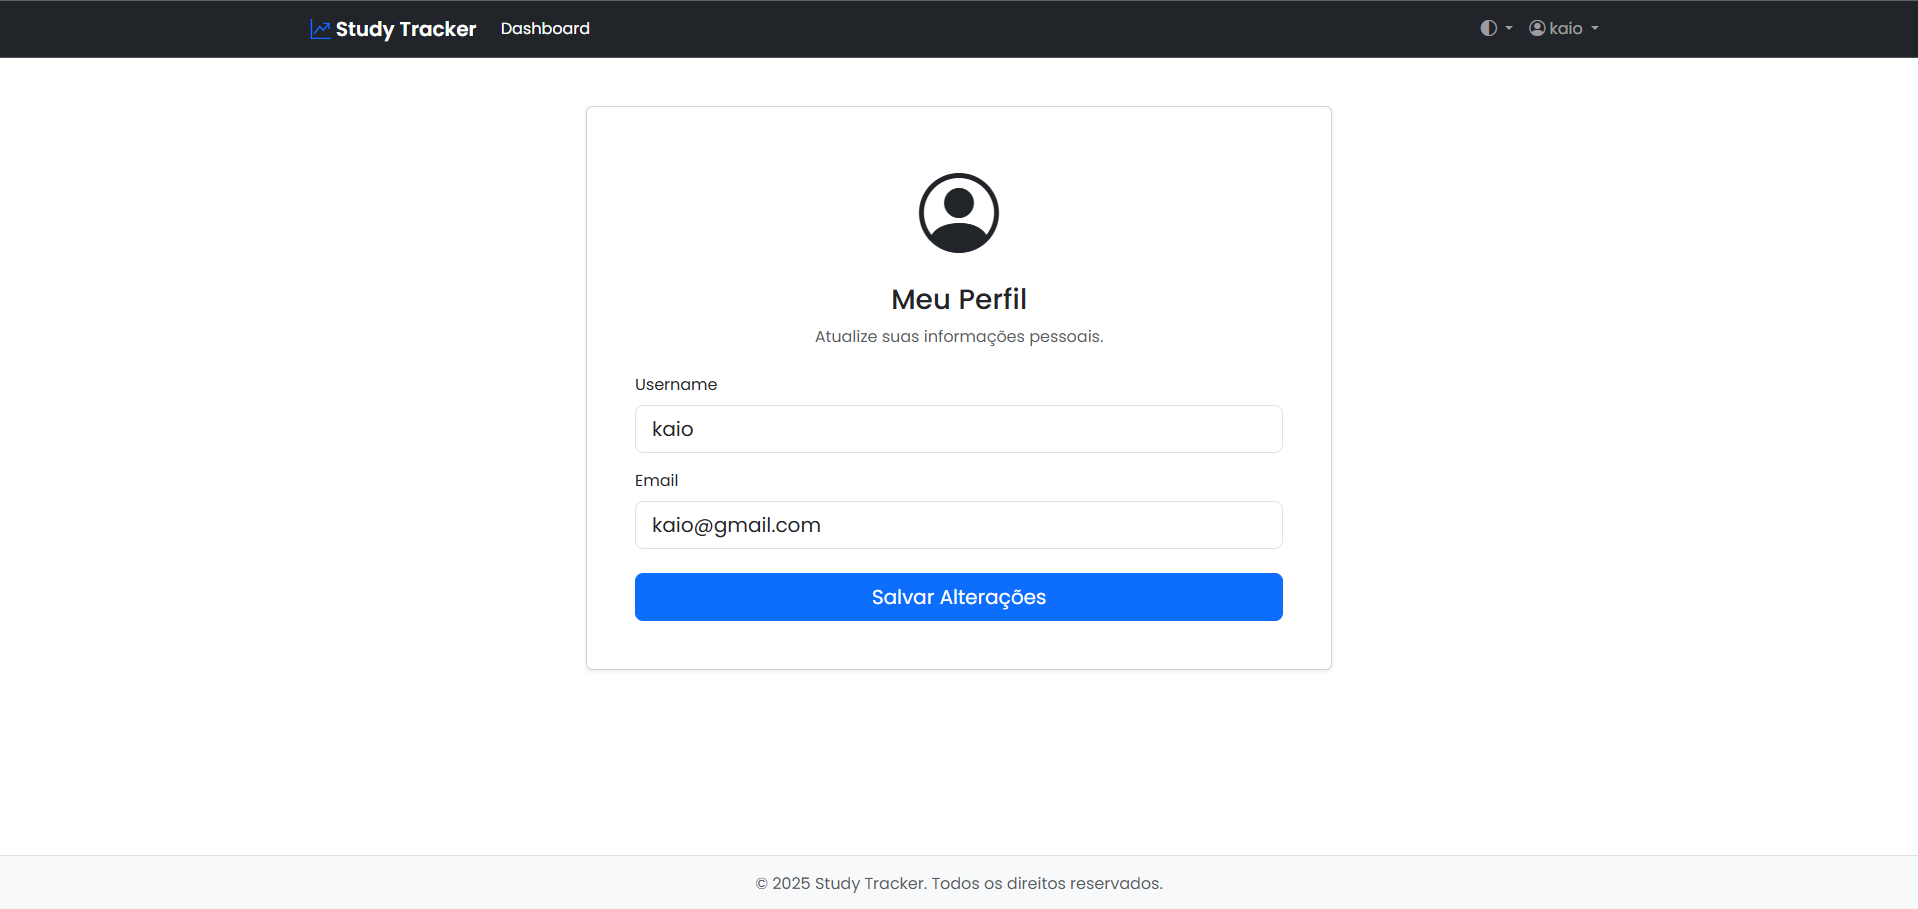 Study Tracker Dashboard kaio
Meu Perfil
Atualize suas informações pessoais.
Username
kaio
Email
kaio@gmail.com
Salvar Alterações
© 2025 Study Tracker. Todos os direitos reservados.